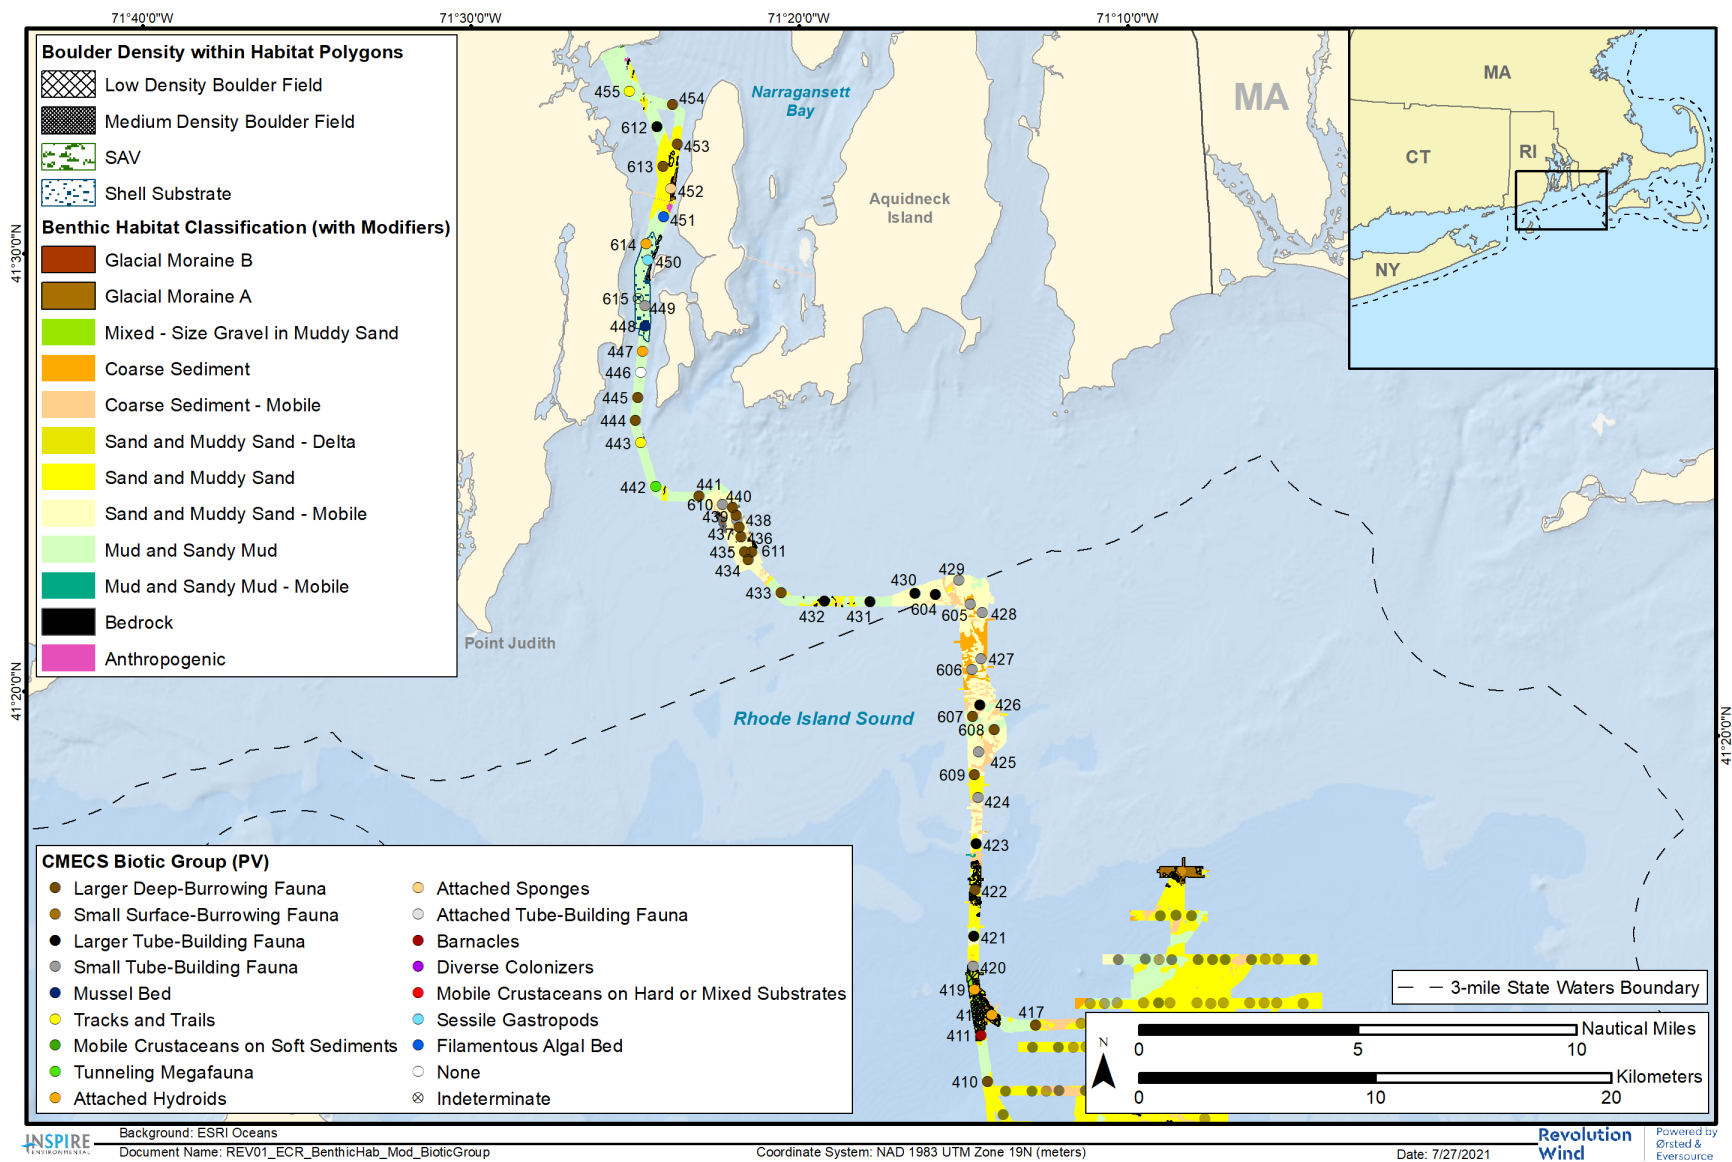 71°40'0"W
71°30'0"W
71°20'0"W
71°10'0"W
Boulder Density within Habitat Polygons
Low Density Boulder Field
Medium Density Boulder Field
SAV
Shell Substrate
Benthic Habitat Classification (with Modifiers)
Glacial Moraine B
Glacial Moraine A
Mixed - Size Gravel in Muddy Sand
Coarse Sediment
Coarse Sediment - Mobile
Sand and Muddy Sand - Delta
Sand and Muddy Sand
Sand and Muddy Sand - Mobile
Mud and Sandy Mud
Mud and Sandy Mud - Mobile
Bedrock
Anthropogenic
41°30'0"N
41°20'0"N
41°20'0"N
Narragansett
Bay
Aquidneck
Island
MA
MA
CT
RI
NY
Point Judith
Rhode Island Sound
455
454
612
453
613
452
451
614
450
615
449
448
447
446
445
444
443
442
441
610
440
439
438
437
436
435
611
434
433
432
431
430
604
429
605
428
427
606
426
607
608
425
609
424
423
422
421
420
419
417
411
410
CMECS Biotic Group (PV)
Larger Deep-Burrowing Fauna
Small Surface-Burrowing Fauna
Larger Tube-Building Fauna
Small Tube-Building Fauna
Mussel Bed
Tracks and Trails
Mobile Crustaceans on Soft Sediments
Tunneling Megafauna
Attached Hydroids
Attached Sponges
Attached Tube-Building Fauna
Barnacles
Diverse Colonizers
Mobile Crustaceans on Hard or Mixed Substrates
Sessile Gastropods
Filamentous Algal Bed
None
Indeterminate
3-mile State Waters Boundary
N
Nautical Miles
0 5 10
Kilometers
0 10 20
INSPIRE
ENVIRONMENTAL
Background: ESRI Oceans
Document Name: REV01_ECR_BenthicHab_Mod_BioticGroup
Coordinate System: NAD 1983 UTM Zone 19N (meters)
Date: 7/27/2021
Revolution
Wind
Powered by
Ørsted &
Eversource